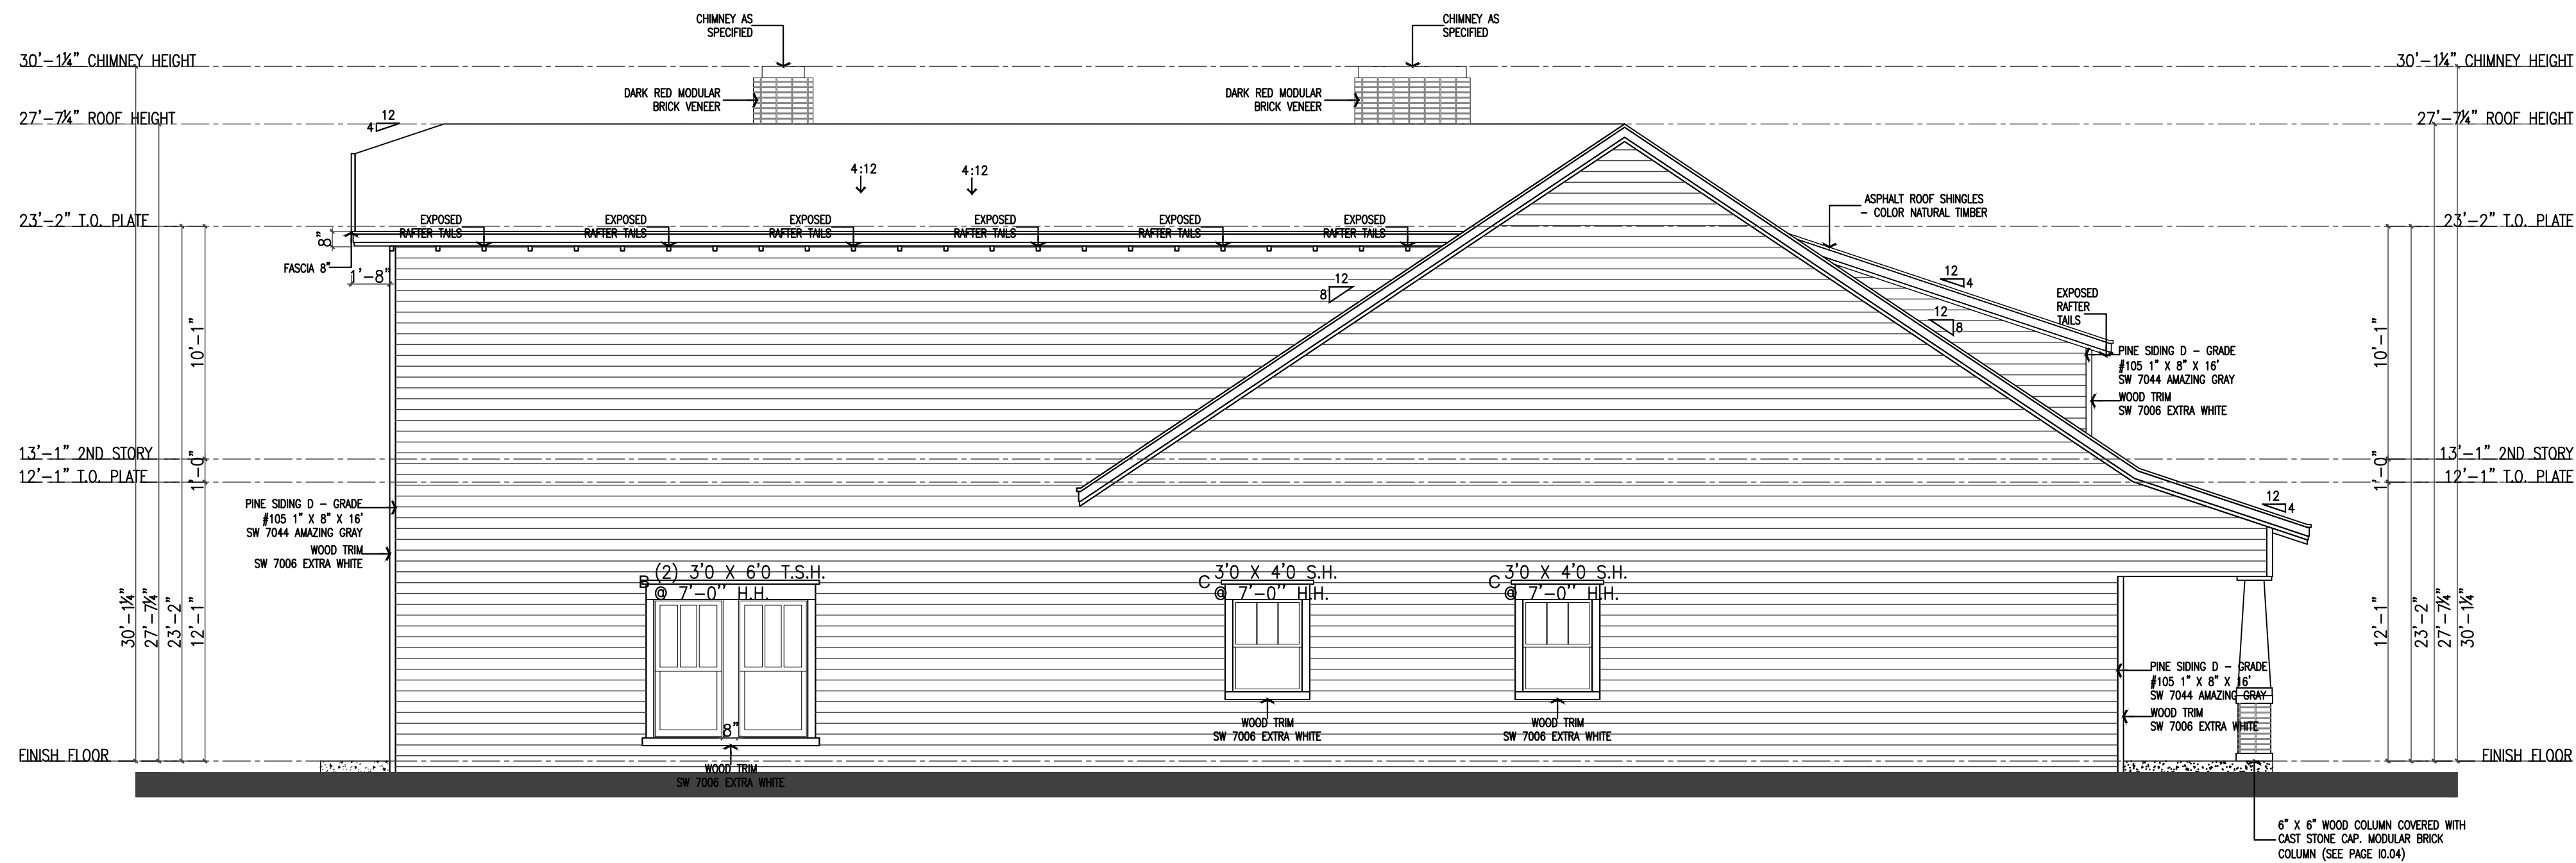 CHIMNEY AS
SPECIFIED
CHIMNEY AS
SPECIFIED
30'-1¼" CHIMNEY HEIGHT
30'-1¼" CHIMNEY HEIGHT
DARK RED MODULAR
BRICK VENEER
DARK RED MODULAR
BRICK VENEER
27'-7¼" ROOF HEIGHT
12
4
27'-7¼" ROOF HEIGHT
4:12
4:12
ASPHALT ROOF SHINGLES
- COLOR NATURAL TIMBER
23'-2" T.O. PLATE
EXPOSED
RAFTER TAILS
EXPOSED
RAFTER TAILS
EXPOSED
RAFTER TAILS
EXPOSED
RAFTER TAILS
EXPOSED
RAFTER TAILS
EXPOSED
RAFTER TAILS
23'-2" T.O. PLATE
8"
FASCIA 8"
1'-8"
12
8
12
4
12
8
EXPOSED
RAFTER
TAILS
10'-1"
10'-1"
PINE SIDING D - GRADE
#105 1" X 8" X 16'
SW 7044 AMAZING GRAY
WOOD TRIM
SW 7006 EXTRA WHITE
13'-1" 2ND STORY
1'-0"
12'-1" T.O. PLATE
13'-1" 2ND STORY
1'-0"
12'-1" T.O. PLATE
PINE SIDING D - GRADE
#105 1" X 8" X 16'
SW 7044 AMAZING GRAY
WOOD TRIM
SW 7006 EXTRA WHITE
12
4
B
(2) 3'0 X 6'0 T.S.H.
@ 7'-0" H.H.
C
3'0 X 4'0 S.H.
@ 7'-0" H.H.
C
3'0 X 4'0 S.H.
@ 7'-0" H.H.
30'-1¼"
27'-7¼"
23'-2"
12'-1"
12'-1"
23'-2"
27'-7¼"
30'-1¼"
PINE SIDING D - GRADE
#105 1" X 8" X 16'
SW 7044 AMAZING GRAY
WOOD TRIM
SW 7006 EXTRA WHITE
8"
WOOD TRIM
SW 7006 EXTRA WHITE
WOOD TRIM
SW 7006 EXTRA WHITE
WOOD TRIM
SW 7006 EXTRA WHITE
FINISH FLOOR
FINISH FLOOR
6" X 6" WOOD COLUMN COVERED WITH
CAST STONE CAP. MODULAR BRICK
COLUMN (SEE PAGE 10.04)